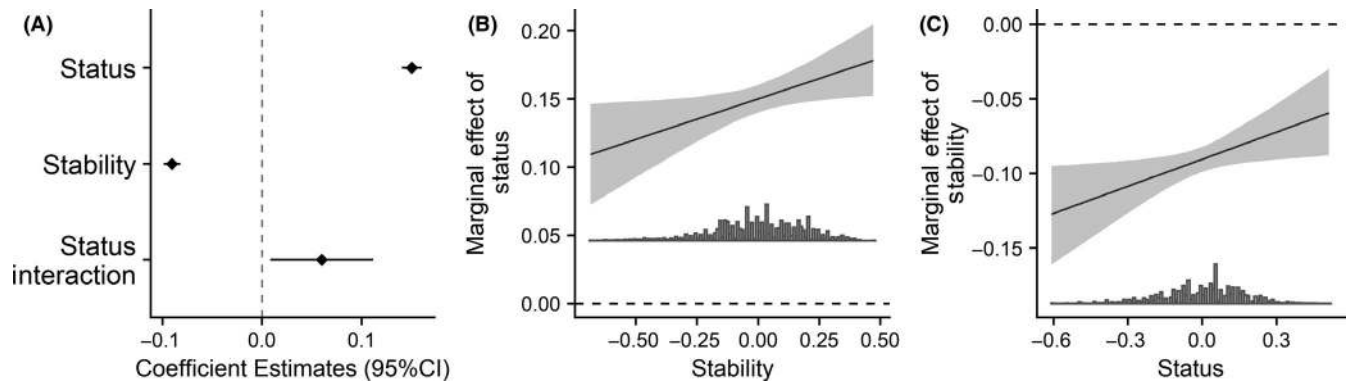 (A)
Status
Stability
Status
interaction
−0.1 0.0 0.1
Coefficient Estimates (95%CI)
(B)
Marginal effect of
status
0.20
0.15
0.10
0.05
0.00
−0.50 −0.25 0.00 0.25 0.50
Stability
(C)
Marginal effect of
stability
0.00
−0.05
−0.10
−0.15
−0.6 −0.3 0.0 0.3
Status